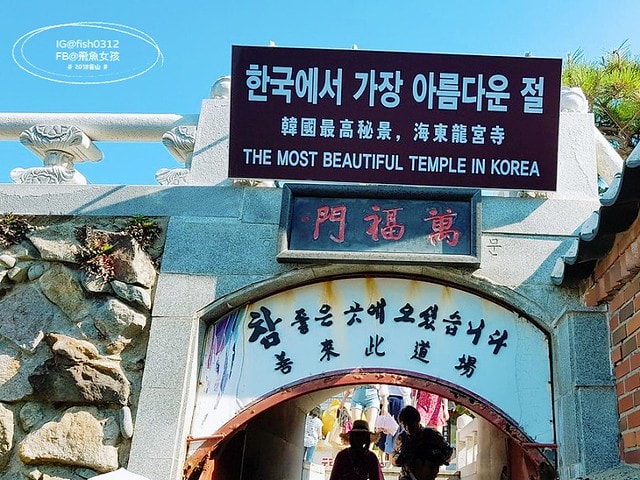 IG@fish0312
FB@飛魚女孩
한국에서 가장 아름다운 절
韓國最高秘景，海東龍宮寺
THE MOST BEAUTIFUL TEMPLE IN KOREA
門福萬
문
참 좋은 곳에 오셨습니다
善来此道場